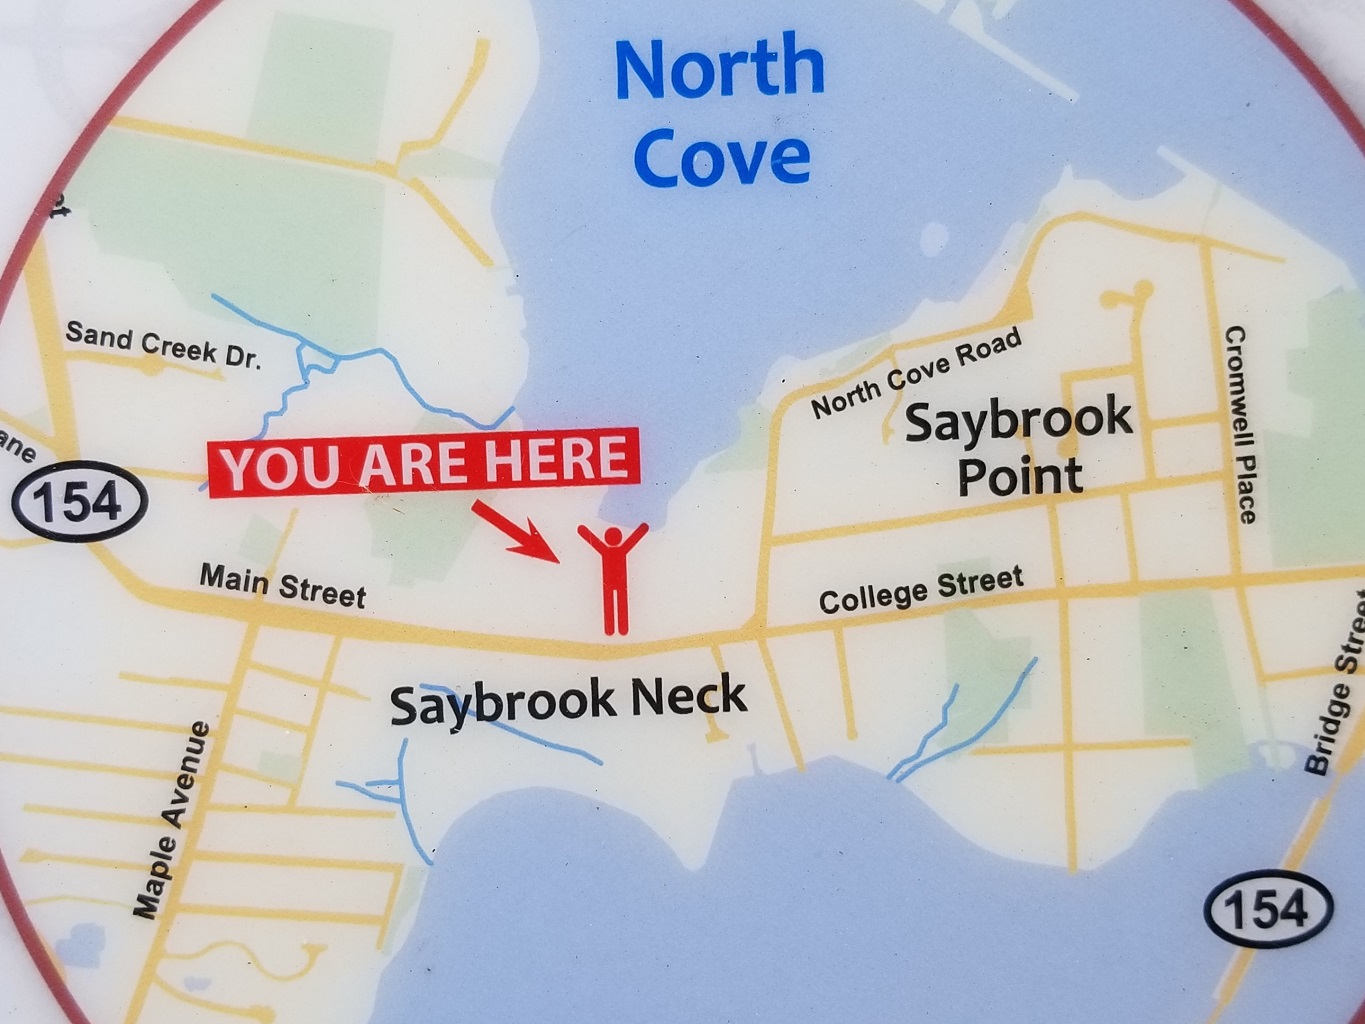 North
Cove
Sand Creek Dr.
North Cove Road
Cromwell Place
Saybrook
Point
154
YOU ARE HERE
Main Street
College Street
Saybrook Neck
Maple Avenue
Bridge Street
154